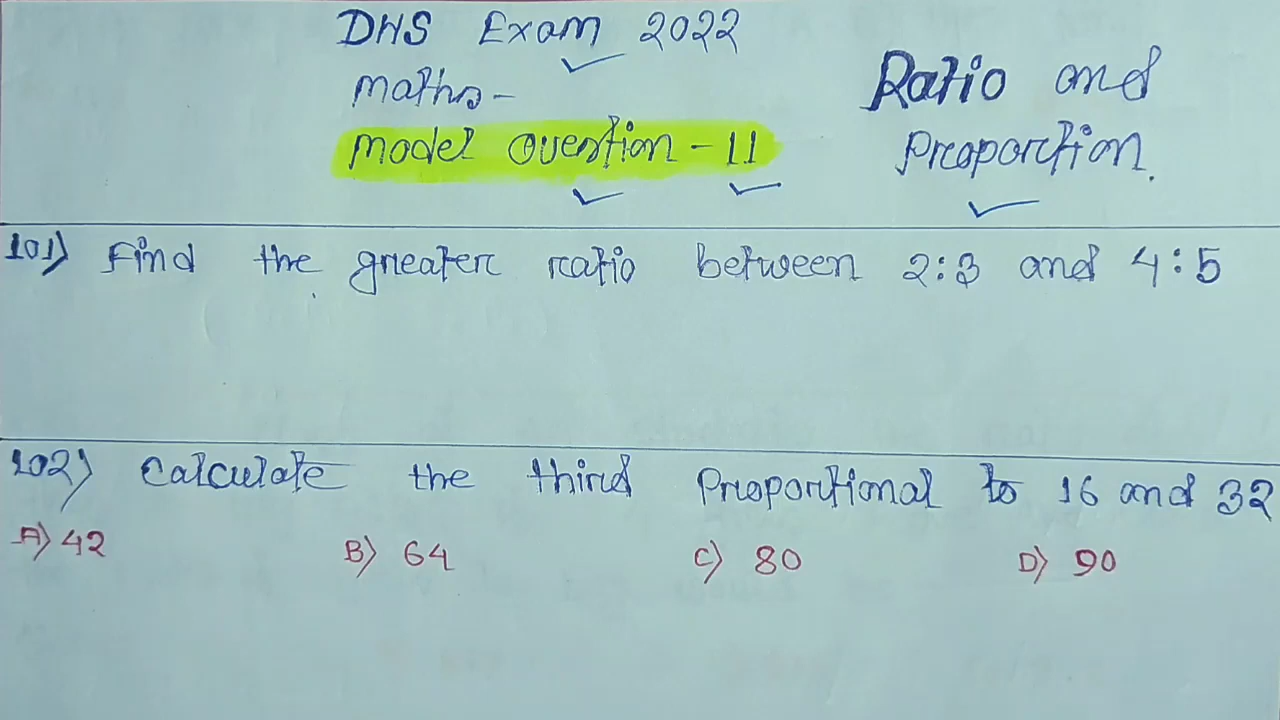 DHS Exam 2022
Maths-
Model Question - 11
Ratio and
Proportion.
101) Find the greater ratio between 2:3 and 4:5
102) Calculate the third Proportional to 16 and 32
A) 42 B) 64 C) 80 D) 90